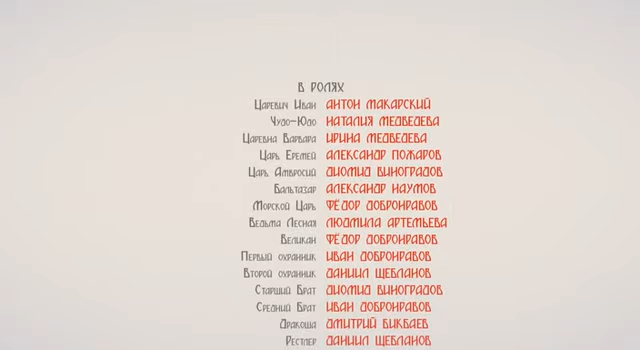 В РОЛЯХ
Царевич Иван АНТОН МАКАРСКИЙ
Чудо-Юдо НАТАЛИЯ МЕДВЕДЕВА
Царевна Варвара ИРИНА МЕДВЕДЕВА
Царь Еремей АЛЕКСАНДР ПОЖАРОВ
Царь Амвросий ДИОМИД ВИНОГРАДОВ
Бальтазар АЛЕКСАНДР НАУМОВ
Морской Царь ФЁДОР ДОБРОНРАВОВ
Ведьма Лесная ЛЮДМИЛА АРТЕМЬЕВА
Великан ФЁДОР ДОБРОНРАВОВ
Первый охранник ИВАН ДОБРОНРАВОВ
Второй охранник ДАНИИЛ ЩЕБЛАНОВ
Старший Брат ДИОМИД ВИНОГРАДОВ
Средний Брат ИВАН ДОБРОНРАВОВ
Дракоша ДМИТРИЙ БИКБАЕВ
Рестлер ДАНИИЛ ЩЕБЛАНОВ